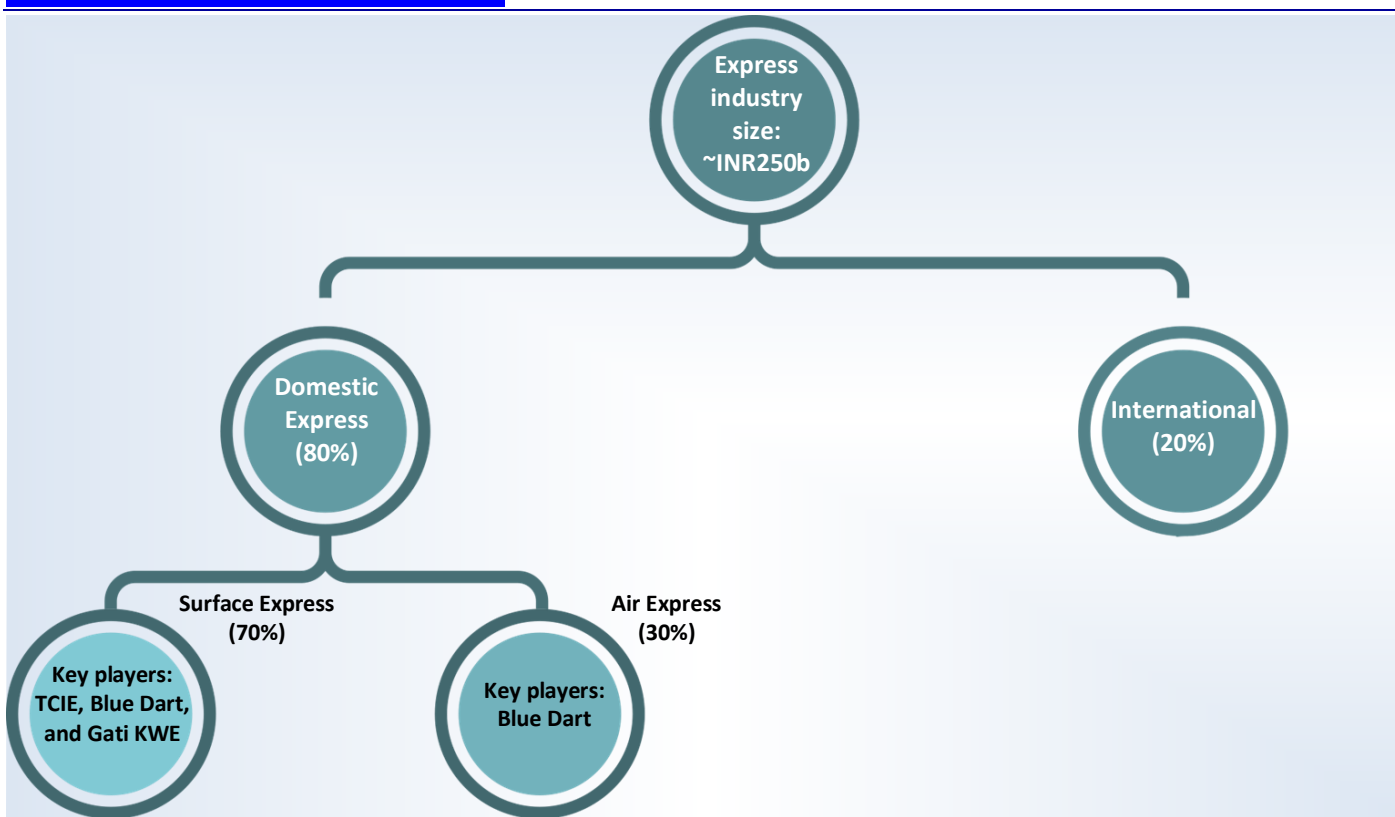 Express
industry
size:
~INR250b
Domestic
Express
(80%)
International
(20%)
Surface Express
(70%)
Air Express
(30%)
Key players:
TCIE, Blue Dart,
and Gati KWE
Key players:
Blue Dart